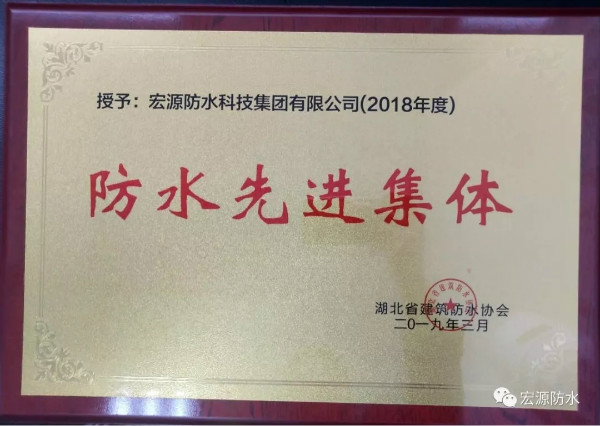 授予：宏源防水科技集团有限公司(2018年度)
防水先进集体
湖北省建筑防水协会
二〇一九年三月
宏源防水